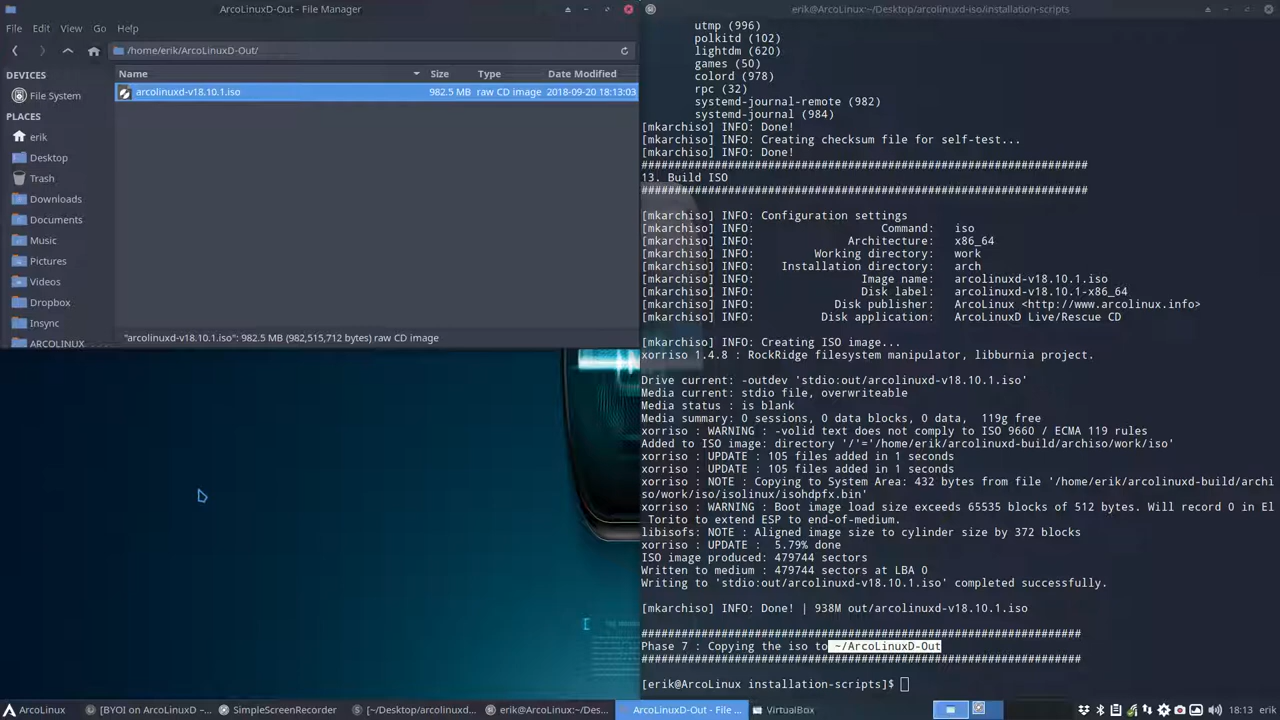 ArcoLinuxD-Out - File Manager
File Edit View Go Help
/home/erik/ArcoLinuxD-Out/
DEVICES
File System
PLACES
erik
Desktop
Trash
Downloads
Documents
Music
Pictures
Videos
Dropbox
Insync
ARCOLINUX
Name Size Type Date Modified
arcolinuxd-v18.10.1.iso 982.5 MB raw CD image 2018-09-20 18:13:03
"arcolinuxd-v18.10.1.iso": 982.5 MB (982,515,712 bytes) raw CD image
erik@ArcoLinux:~/Desktop/arcolinuxd-iso/installation-scripts
utmp (996)
polkitd (102)
lightdm (620)
games (50)
colord (978)
rpc (32)
systemd-journal-remote (982)
systemd-journal (984)
[mkarchiso] INFO: Done!
[mkarchiso] INFO: Creating checksum file for self-test...
[mkarchiso] INFO: Done!
###################################################################
13. Build ISO
###################################################################
[mkarchiso] INFO: Configuration settings
[mkarchiso] INFO: Command: iso
[mkarchiso] INFO: Architecture: x86_64
[mkarchiso] INFO: Working directory: work
[mkarchiso] INFO: Installation directory: arch
[mkarchiso] INFO: Image name: arcolinuxd-v18.10.1.iso
[mkarchiso] INFO: Disk label: arcolinuxd-v18.10.1-x86_64
[mkarchiso] INFO: Disk publisher: ArcoLinux <http://www.arcolinux.info>
[mkarchiso] INFO: Disk application: ArcoLinuxD Live/Rescue CD
[mkarchiso] INFO: Creating ISO image...
xorriso 1.4.8 : RockRidge filesystem manipulator, libburnia project.
Drive current: -outdev 'stdio:out/arcolinuxd-v18.10.1.iso'
Media current: stdio file, overwriteable
Media status : is blank
Media summary: 0 sessions, 0 data blocks, 0 data, 119g free
xorriso : WARNING : -volid text does not comply to ISO 9660 / ECMA 119 rules
Added to ISO image: directory '/'='/home/erik/arcolinuxd-build/archiso/work/iso'
xorriso : UPDATE : 105 files added in 1 seconds
xorriso : UPDATE : 105 files added in 1 seconds
xorriso : NOTE : Copying to System Area: 432 bytes from file '/home/erik/arcolinuxd-build/archi
so/work/iso/isolinux/isohdpfx.bin'
xorriso : WARNING : Boot image load size exceeds 65535 blocks of 512 bytes. Will record 0 in El
Torito to extend ESP to end-of-medium.
libisofs: NOTE : Aligned image size to cylinder size by 372 blocks
xorriso : UPDATE : 5.79% done
ISO image produced: 479744 sectors
Written to medium : 479744 sectors at LBA 0
Writing to 'stdio:out/arcolinuxd-v18.10.1.iso' completed successfully.
[mkarchiso] INFO: Done! | 938M out/arcolinuxd-v18.10.1.iso
##################################################################
Phase 7 : Copying the iso to ~/ArcoLinuxD-Out
##################################################################
[erik@ArcoLinux installation-scripts]$
ArcoLinux [BYOI on ArcoLinuxD -... SimpleScreenRecorder [~/Desktop/arcolinuxd... erik@ArcoLinux:~/Des... ArcoLinuxD-Out - File ... VirtualBox 18:13 erik